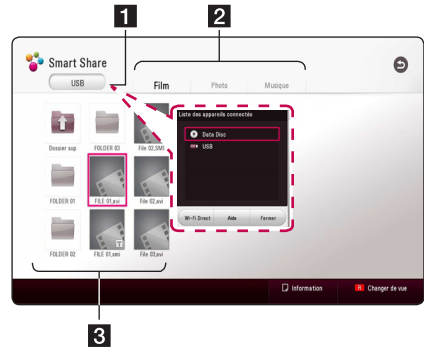 1
2
Smart Share
USB
Film
Photo
Musique
Liste des appareils connectés
Data Disc
USB
Dossier sup
FOLDER 03
File 02,SMI
FOLDER 01
FILE 01,avi
File 02,avi
Wi-Fi Direct
Aide
Fermer
FOLDER 02
FILE 01,smi
File 03,avi
T
Information
R Changer de vue
3